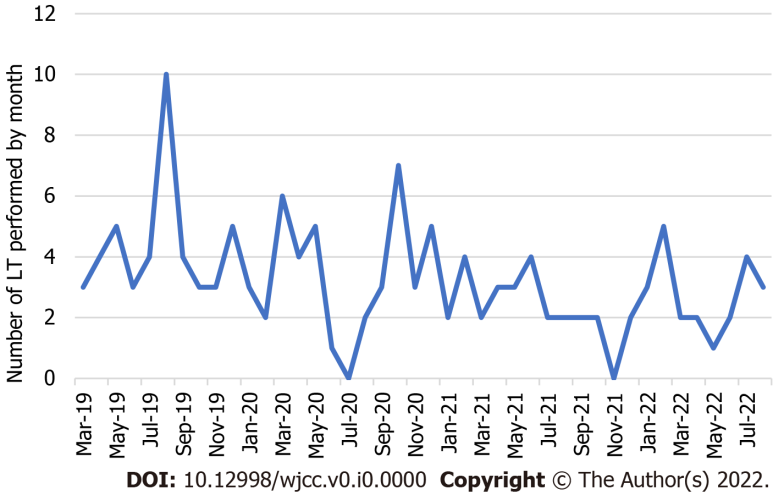 12
10
8
6
4
2
0
Number of LT performed by month
Mar-19
May-19
Jul-19
Sep-19
Nov-19
Jan-20
Mar-20
May-20
Jul-20
Sep-20
Nov-20
Jan-21
Mar-21
May-21
Jul-21
Sep-21
Nov-21
Jan-22
Mar-22
May-22
Jul-22
DOI: 10.12998/wjcc.v0.i0.0000 Copyright © The Author(s) 2022.